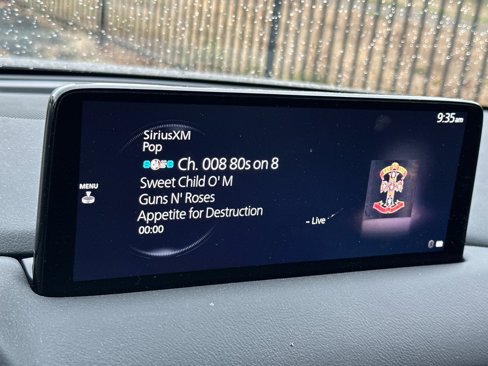 9:35am
SiriusXM
Pop
Ch. 008 80s on 8
MENU
Sweet Child O' M
Guns N' Roses
Appetite for Destruction
00:00
- Live